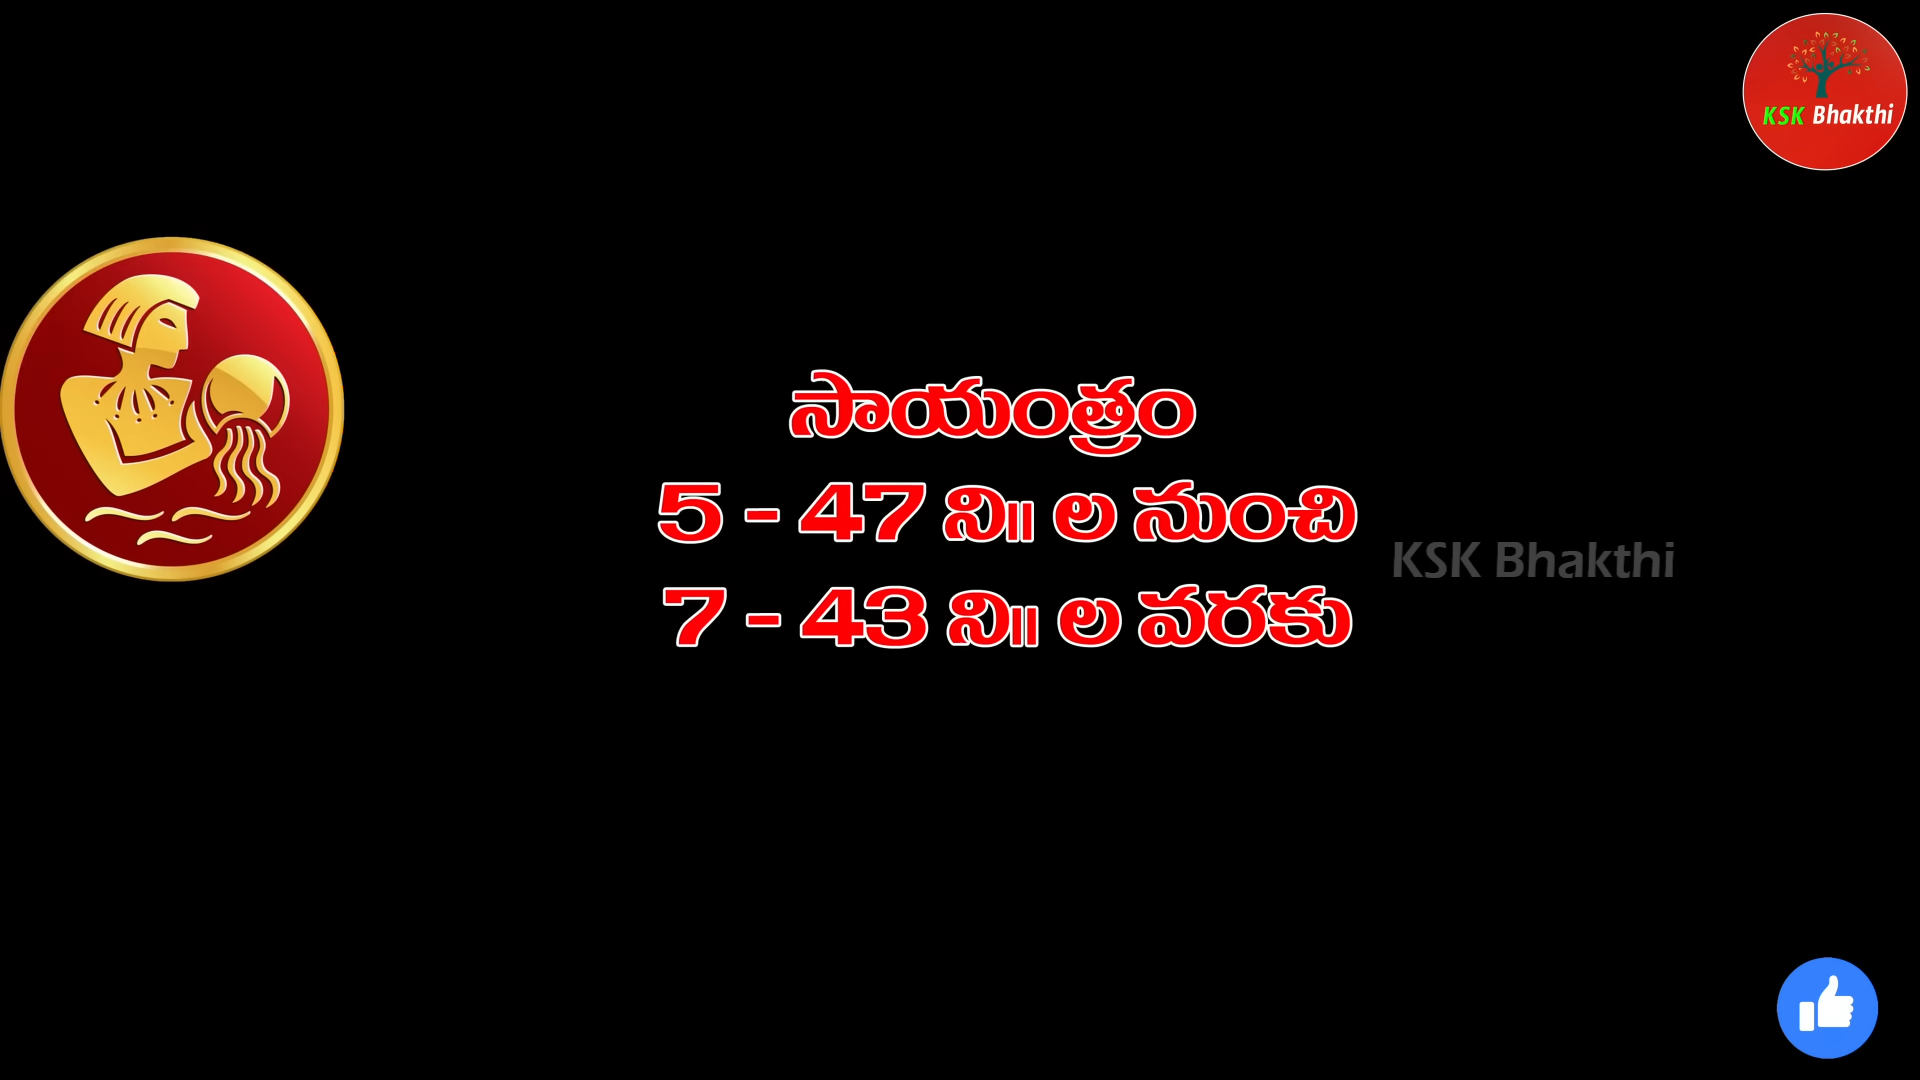 KSK Bhakthi
సాయంత్రం
5 - 47 ని॥ ల నుంచి
KSK Bhakthi
7 - 43 ని॥ ల వరకు